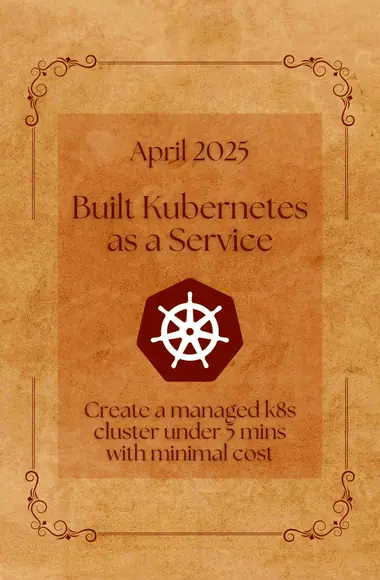 April 2025
Built Kubernetes
as a Service
Create a managed k8s
cluster under 5 mins
with minimal cost